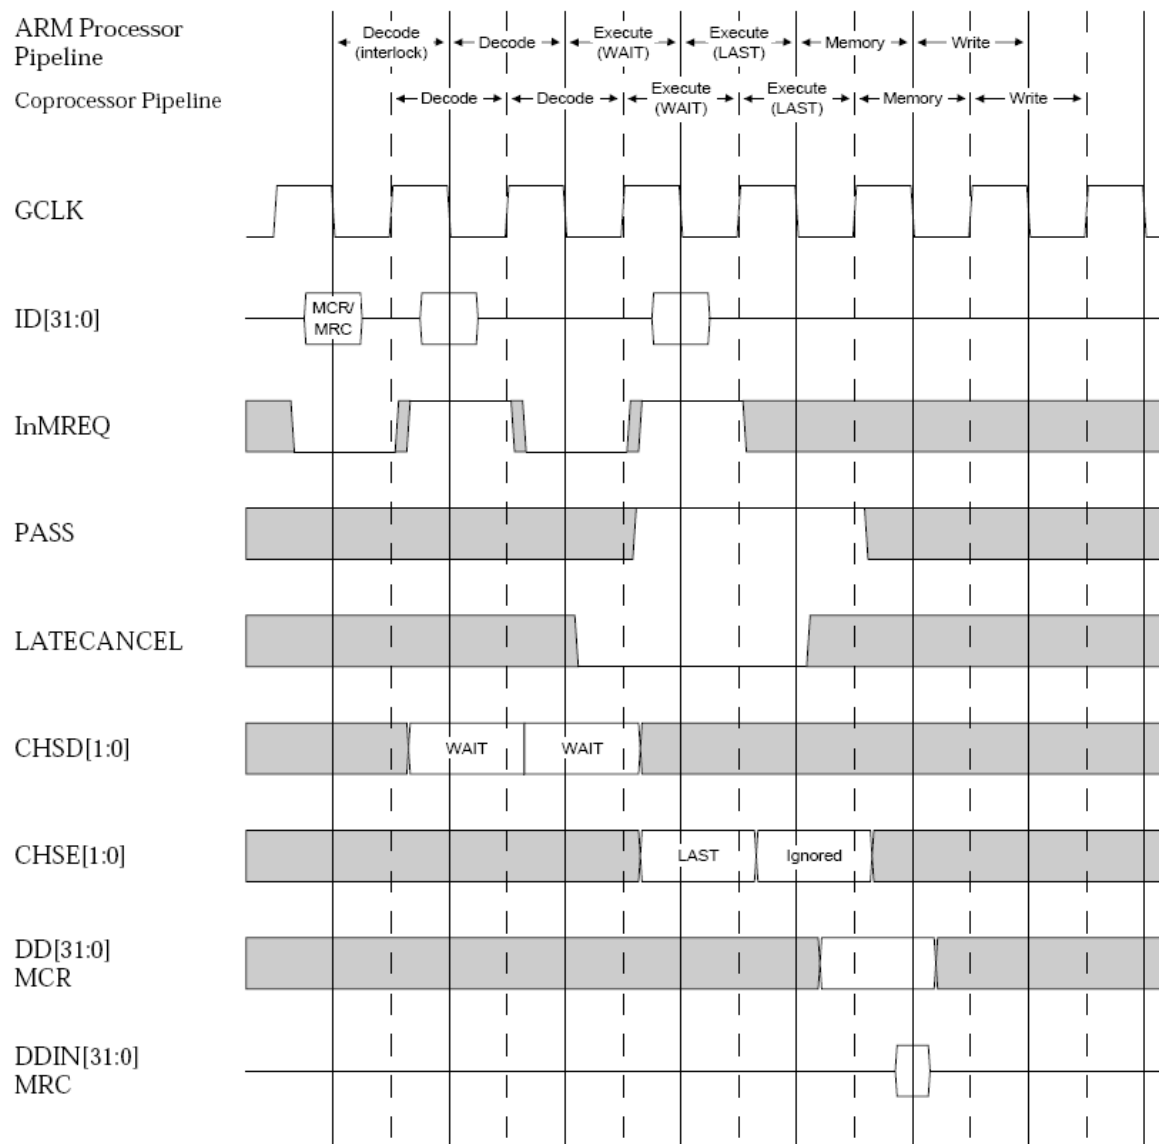 ARM Processor
Pipeline
Decode
(interlock)
Decode
Execute
(WAIT)
Execute
(LAST)
Memory
Write
Coprocessor Pipeline
Decode
Decode
Execute
(WAIT)
Execute
(LAST)
Memory
Write
GCLK
ID[31:0]
MCR/
MRC
InMREQ
PASS
LATECANCEL
CHSD[1:0]
WAIT
WAIT
CHSE[1:0]
LAST
Ignored
DD[31:0]
MCR
DDIN[31:0]
MRC